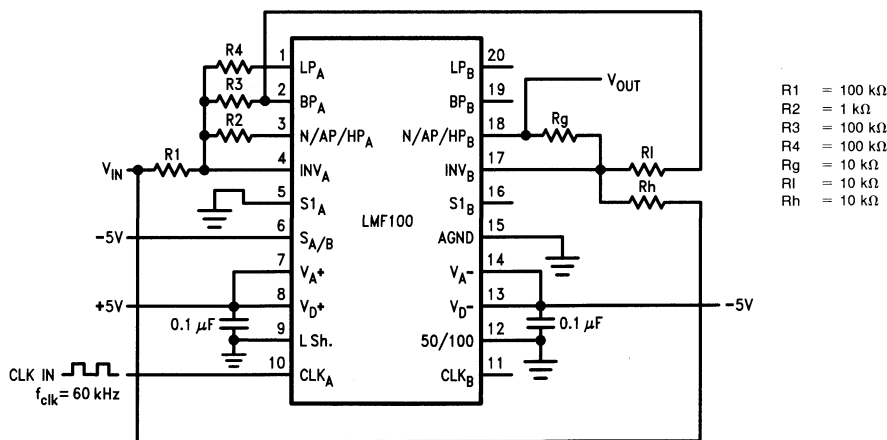 R4 1 LP_A LP_B 20
R3 2 BP_A BP_B 19 V_OUT
R2 3 N/AP/HP_A N/AP/HP_B 18 Rg
V_IN R1 4 INV_A INV_B 17 Rl
5 S1_A S1_B 16 Rh
LMF100
-5V 6 S_A/B AGND 15
7 V_A+ V_A- 14
+5V 8 V_D+ V_D- 13 -5V
0.1 μF 9 L Sh. 50/100 12 0.1 μF
CLK IN 10 CLK_A CLK_B 11
f_clk = 60 kHz
R1 = 100 kΩ
R2 = 1 kΩ
R3 = 100 kΩ
R4 = 100 kΩ
Rg = 10 kΩ
Rl = 10 kΩ
Rh = 10 kΩ